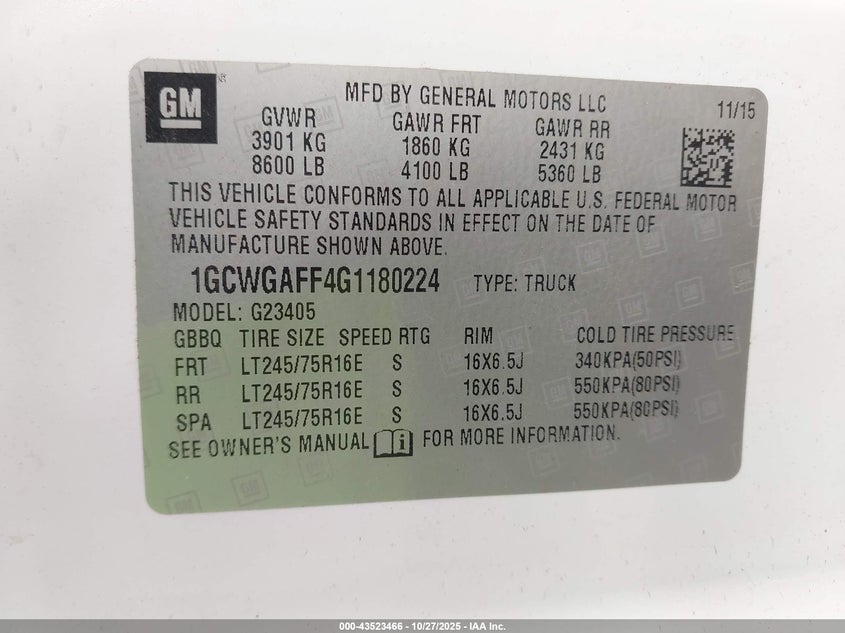 GM
MFD BY GENERAL MOTORS LLC 11/15
GVWR GAWR FRT GAWR RR
3901 KG 1860 KG 2431 KG
8600 LB 4100 LB 5360 LB
THIS VEHICLE CONFORMS TO ALL APPLICABLE U.S. FEDERAL MOTOR
VEHICLE SAFETY STANDARDS IN EFFECT ON THE DATE OF
MANUFACTURE SHOWN ABOVE.
1GCWGAFF4G1180224 TYPE: TRUCK
MODEL: G23405
GBBQ TIRE SIZE SPEED RTG RIM COLD TIRE PRESSURE
FRT LT245/75R16E S 16X6.5J 340KPA(50PSI)
RR LT245/75R16E S 16X6.5J 550KPA(80PSI)
SPA LT245/75R16E S 16X6.5J 550KPA(80PSI)
SEE OWNER'S MANUAL FOR MORE INFORMATION.
000-43523466 - 10/27/2025 - IAA Inc.